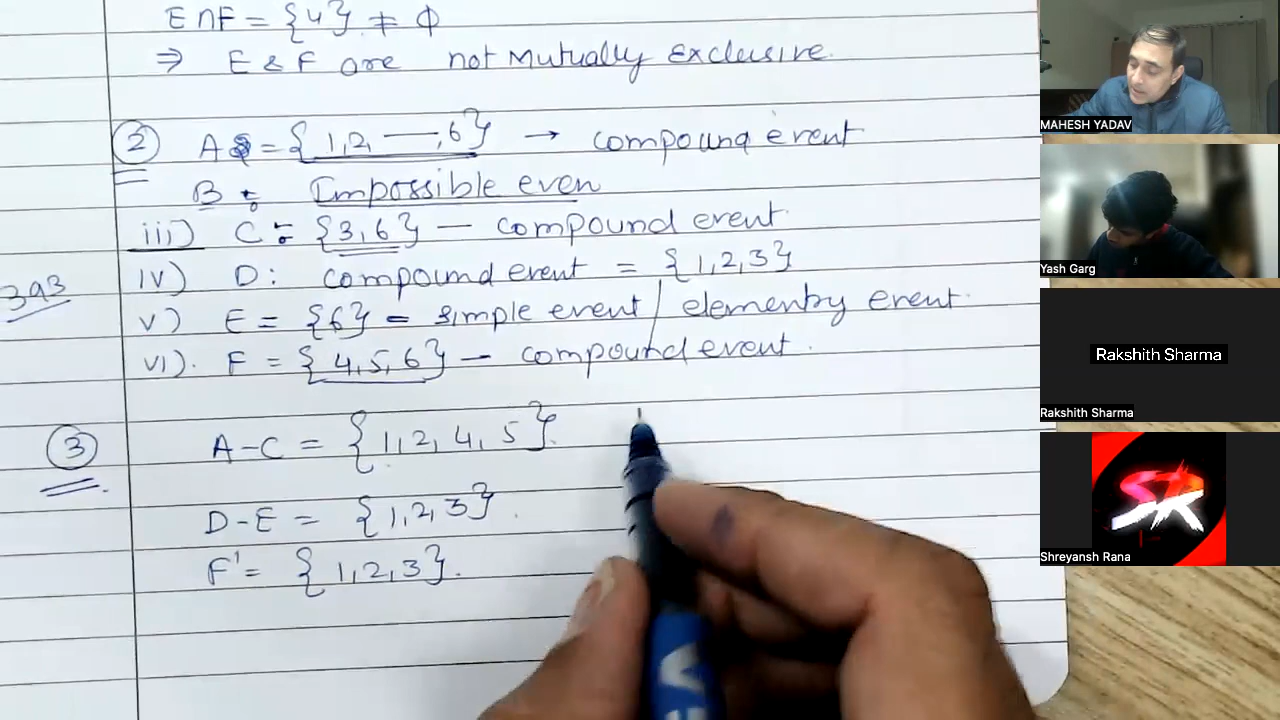 E∩F = {4} ≠ ϕ
⇒ E & F are not Mutually Exclusive.
② A = {1,2, —,6} → compound event
B = Impossible even
iii) C = {3,6} — compound event.
393
iv) D: compound event = {1,2,3}
v) E = {6} - simple event / elementry event.
vi). F = {4,5,6} — compound event.
③ A-C = {1,2,4,5}.
D-E = {1,2,3}.
F' = {1,2,3}.
MAHESH YADAV
Yash Garg
Rakshith Sharma
Rakshith Sharma
SR
Shreyansh Rana